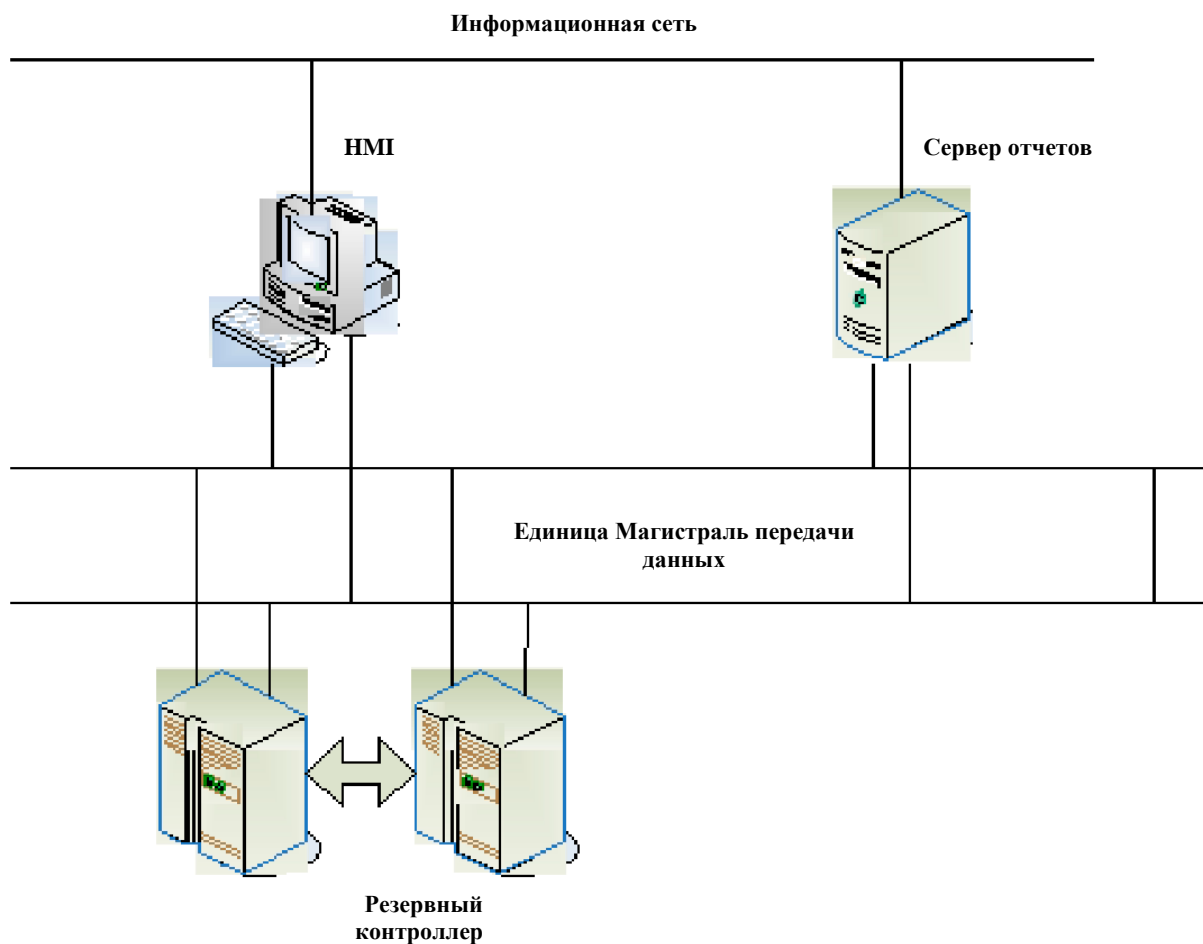 Информационная сеть
HMI
Сервер отчетов
Единица Магистраль передачи
данных
Резервный
контроллер